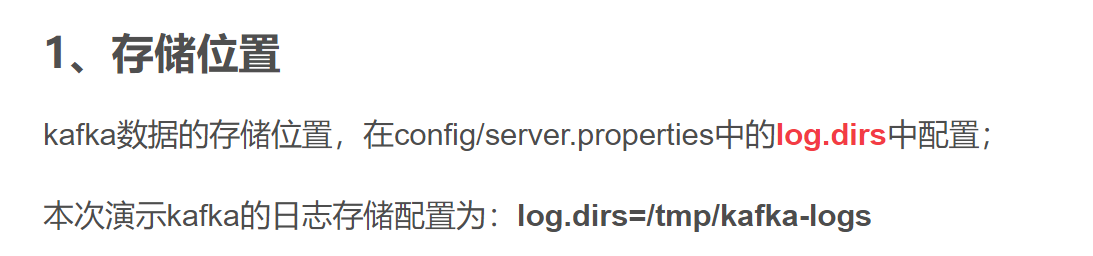 1、存储位置
kafka数据的存储位置，在config/server.properties中的log.dirs中配置；
本次演示kafka的日志存储配置为：log.dirs=/tmp/kafka-logs